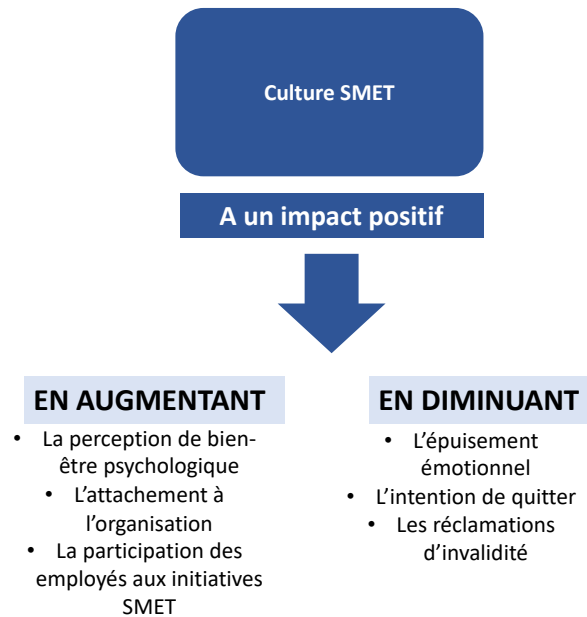 Culture SMET
A un impact positif
EN AUGMENTANT
• La perception de bien-
être psychologique
• L’attachement à
l’organisation
• La participation des
employés aux initiatives
SMET
EN DIMINUANT
• L’épuisement
émotionnel
• L’intention de quitter
• Les réclamations
d’invalidité